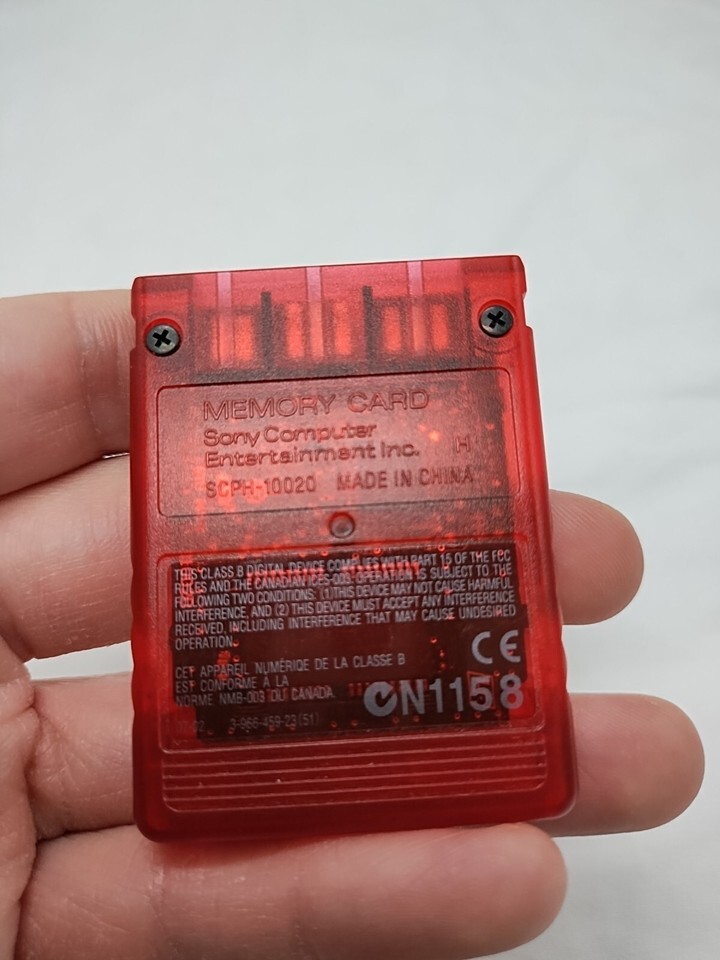 MEMORY CARD
Sony Computer
Entertainment Inc. H
SCPH-10020 MADE IN CHINA
THIS CLASS B DIGITAL DEVICE COMPLIES WITH PART 15 OF THE FCC
RULES AND THE CANADIAN ICES-003. OPERATION IS SUBJECT TO THE
FOLLOWING TWO CONDITIONS: (1) THIS DEVICE MAY NOT CAUSE HARMFUL
INTERFERENCE, AND (2) THIS DEVICE MUST ACCEPT ANY INTERFERENCE
RECEIVED, INCLUDING INTERFERENCE THAT MAY CAUSE UNDESIRED
OPERATION.
CE
CET APPAREIL NUMÉRIQE DE LA CLASSE B
EST CONFORME À LA
NORME NMB-003 DU CANADA
N1158
3-966-459-23 (51)